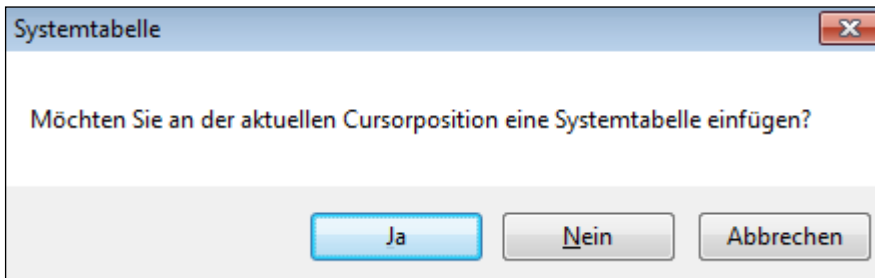 Systemtabelle
Möchten Sie an der aktuellen Cursorposition eine Systemtabelle einfügen?
Ja Nein Abbrechen